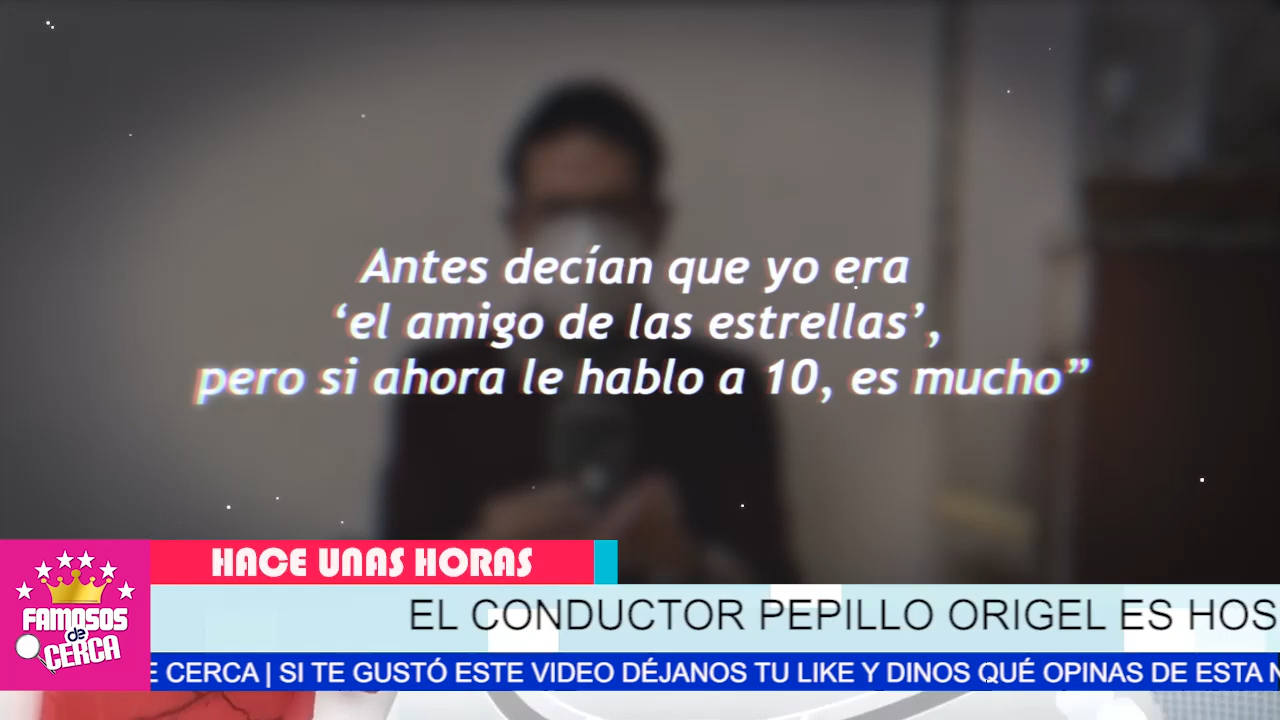 Antes decían que yo era
‘el amigo de las estrellas’,
pero si ahora le hablo a 10, es mucho”
HACE UNAS HORAS
EL CONDUCTOR PEPILLO ORIGEL ES HOS
FAMOSOS
de
CERCA
E CERCA | SI TE GUSTÓ ESTE VIDEO DÉJANOS TU LIKE Y DINOS QUÉ OPINAS DE ESTA N